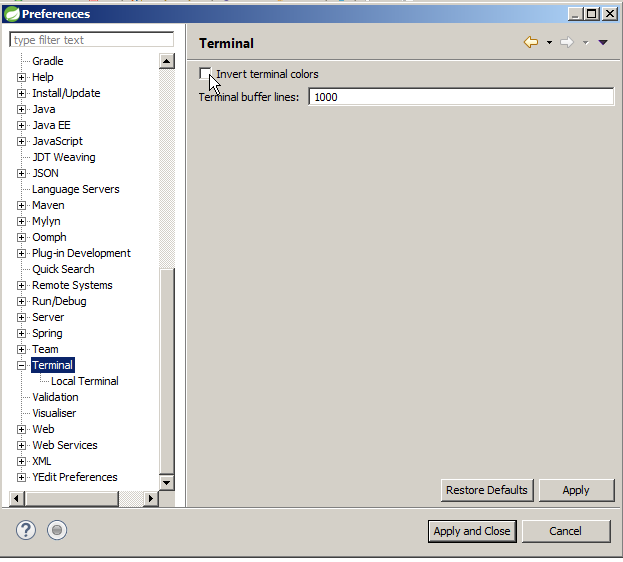 Preferences
type filter text
Gradle
Help
Install/Update
Java
Java EE
JavaScript
JDT Weaving
JSON
Language Servers
Maven
Mylyn
Oomph
Plug-in Development
Quick Search
Remote Systems
Run/Debug
Server
Spring
Team
Terminal
Local Terminal
Validation
Visualiser
Web
Web Services
XML
YEdit Preferences
Terminal
Invert terminal colors
Terminal buffer lines: 1000
Restore Defaults Apply
Apply and Close Cancel